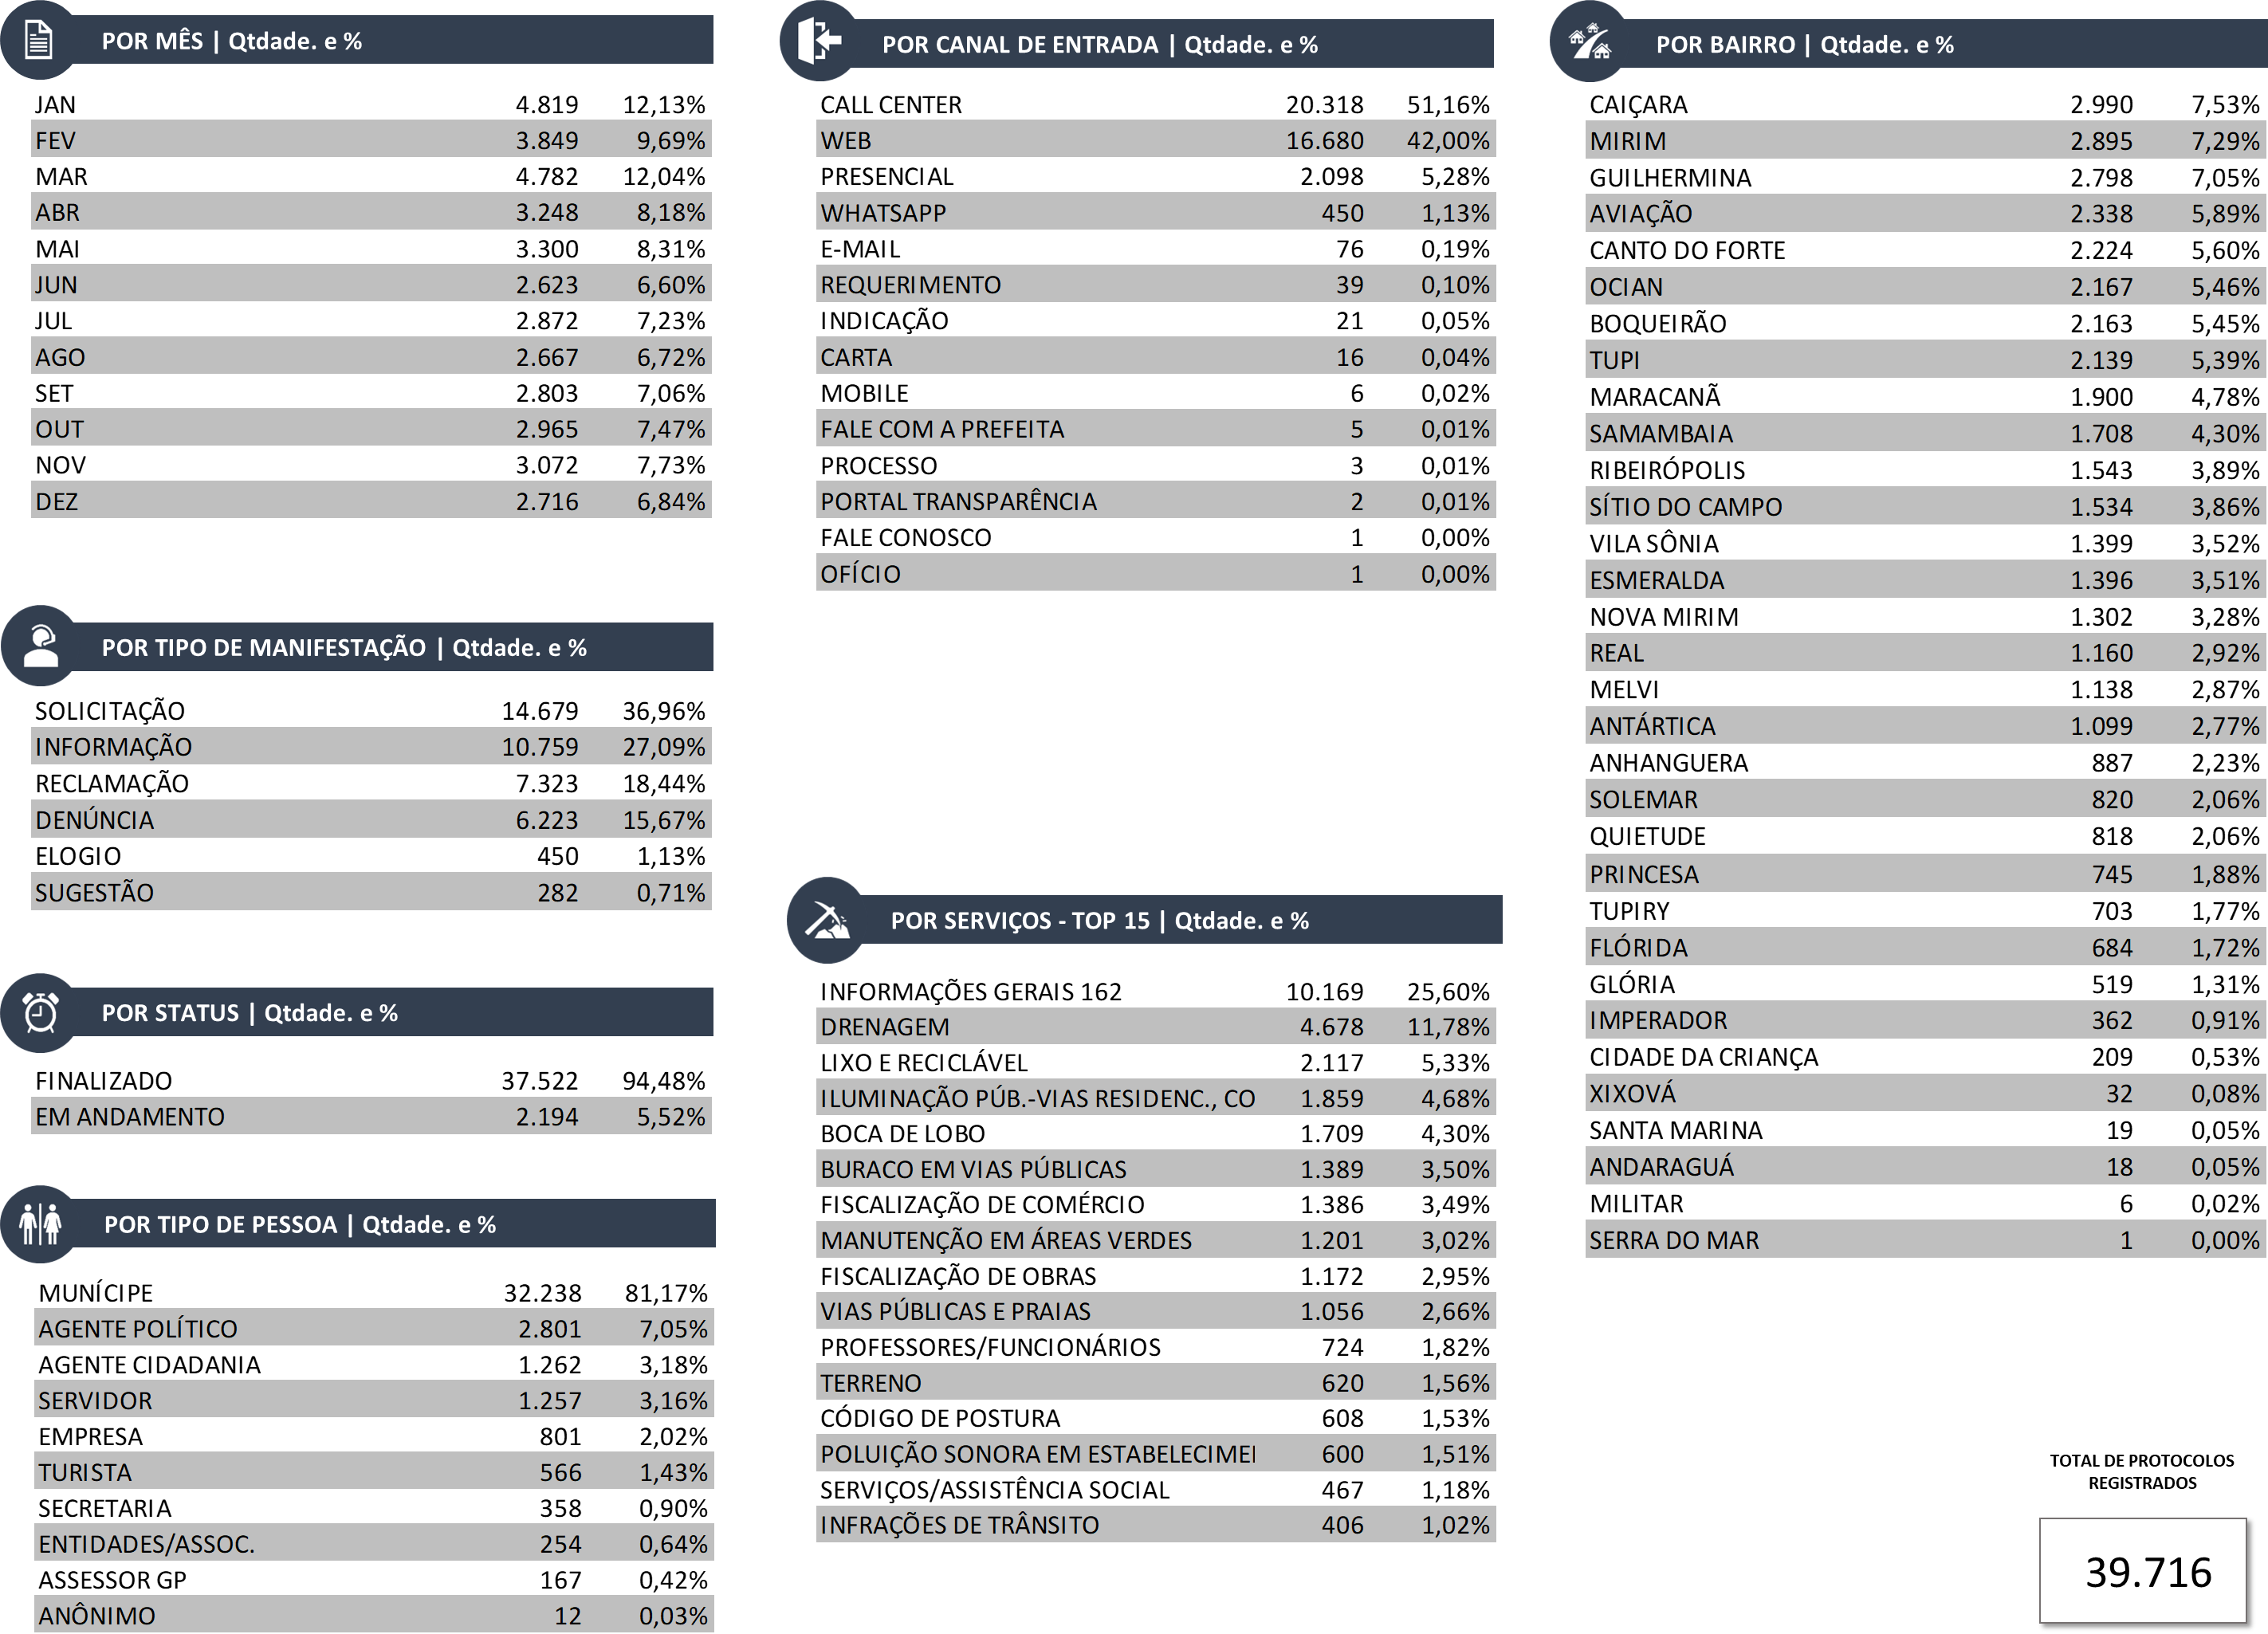 POR MÊS | Qtdade. e %
JAN 4.819 12,13%
FEV 3.849 9,69%
MAR 4.782 12,04%
ABR 3.248 8,18%
MAI 3.300 8,31%
JUN 2.623 6,60%
JUL 2.872 7,23%
AGO 2.667 6,72%
SET 2.803 7,06%
OUT 2.965 7,47%
NOV 3.072 7,73%
DEZ 2.716 6,84%
POR TIPO DE MANIFESTAÇÃO | Qtdade. e %
SOLICITAÇÃO 14.679 36,96%
INFORMAÇÃO 10.759 27,09%
RECLAMAÇÃO 7.323 18,44%
DENÚNCIA 6.223 15,67%
ELOGIO 450 1,13%
SUGESTÃO 282 0,71%
POR STATUS | Qtdade. e %
FINALIZADO 37.522 94,48%
EM ANDAMENTO 2.194 5,52%
POR TIPO DE PESSOA | Qtdade. e %
MUNÍCIPE 32.238 81,17%
AGENTE POLÍTICO 2.801 7,05%
AGENTE CIDADANIA 1.262 3,18%
SERVIDOR 1.257 3,16%
EMPRESA 801 2,02%
TURISTA 566 1,43%
SECRETARIA 358 0,90%
ENTIDADES/ASSOC. 254 0,64%
ASSESSOR GP 167 0,42%
ANÔNIMO 12 0,03%
POR CANAL DE ENTRADA | Qtdade. e %
CALL CENTER 20.318 51,16%
WEB 16.680 42,00%
PRESENCIAL 2.098 5,28%
WHATSAPP 450 1,13%
E-MAIL 76 0,19%
REQUERIMENTO 39 0,10%
INDICAÇÃO 21 0,05%
CARTA 16 0,04%
MOBILE 6 0,02%
FALE COM A PREFEITA 5 0,01%
PROCESSO 3 0,01%
PORTAL TRANSPARÊNCIA 2 0,01%
FALE CONOSCO 1 0,00%
OFÍCIO 1 0,00%
POR SERVIÇOS - TOP 15 | Qtdade. e %
INFORMAÇÕES GERAIS 162 10.169 25,60%
DRENAGEM 4.678 11,78%
LIXO E RECICLÁVEL 2.117 5,33%
ILUMINAÇÃO PÚB.-VIAS RESIDENC., CO 1.859 4,68%
BOCA DE LOBO 1.709 4,30%
BURACO EM VIAS PÚBLICAS 1.389 3,50%
FISCALIZAÇÃO DE COMÉRCIO 1.386 3,49%
MANUTENÇÃO EM ÁREAS VERDES 1.201 3,02%
FISCALIZAÇÃO DE OBRAS 1.172 2,95%
VIAS PÚBLICAS E PRAIAS 1.056 2,66%
PROFESSORES/FUNCIONÁRIOS 724 1,82%
TERRENO 620 1,56%
CÓDIGO DE POSTURA 608 1,53%
POLUIÇÃO SONORA EM ESTABELECIME 600 1,51%
SERVIÇOS/ASSISTÊNCIA SOCIAL 467 1,18%
INFRAÇÕES DE TRÂNSITO 406 1,02%
POR BAIRRO | Qtdade. e %
CAIÇARA 2.990 7,53%
MIRIM 2.895 7,29%
GUILHERMINA 2.798 7,05%
AVIAÇÃO 2.338 5,89%
CANTO DO FORTE 2.224 5,60%
OCIAN 2.167 5,46%
BOQUEIRÃO 2.163 5,45%
TUPI 2.139 5,39%
MARACANÃ 1.900 4,78%
SAMAMBAIA 1.708 4,30%
RIBEIRÓPOLIS 1.543 3,89%
SÍTIO DO CAMPO 1.534 3,86%
VILA SÔNIA 1.399 3,52%
ESMERALDA 1.396 3,51%
NOVA MIRIM 1.302 3,28%
REAL 1.160 2,92%
MELVI 1.138 2,87%
ANTÁRTICA 1.099 2,77%
ANHANGUERA 887 2,23%
SOLEMAR 820 2,06%
QUIETUDE 818 2,06%
PRINCESA 745 1,88%
TUPIRY 703 1,77%
FLÓRIDA 684 1,72%
GLÓRIA 519 1,31%
IMPERADOR 362 0,91%
CIDADE DA CRIANÇA 209 0,53%
XIXOVÁ 32 0,08%
SANTA MARINA 19 0,05%
ANDARAGUÁ 18 0,05%
MILITAR 6 0,02%
SERRA DO MAR 1 0,00%
TOTAL DE PROTOCOLOS
REGISTRADOS
39.716